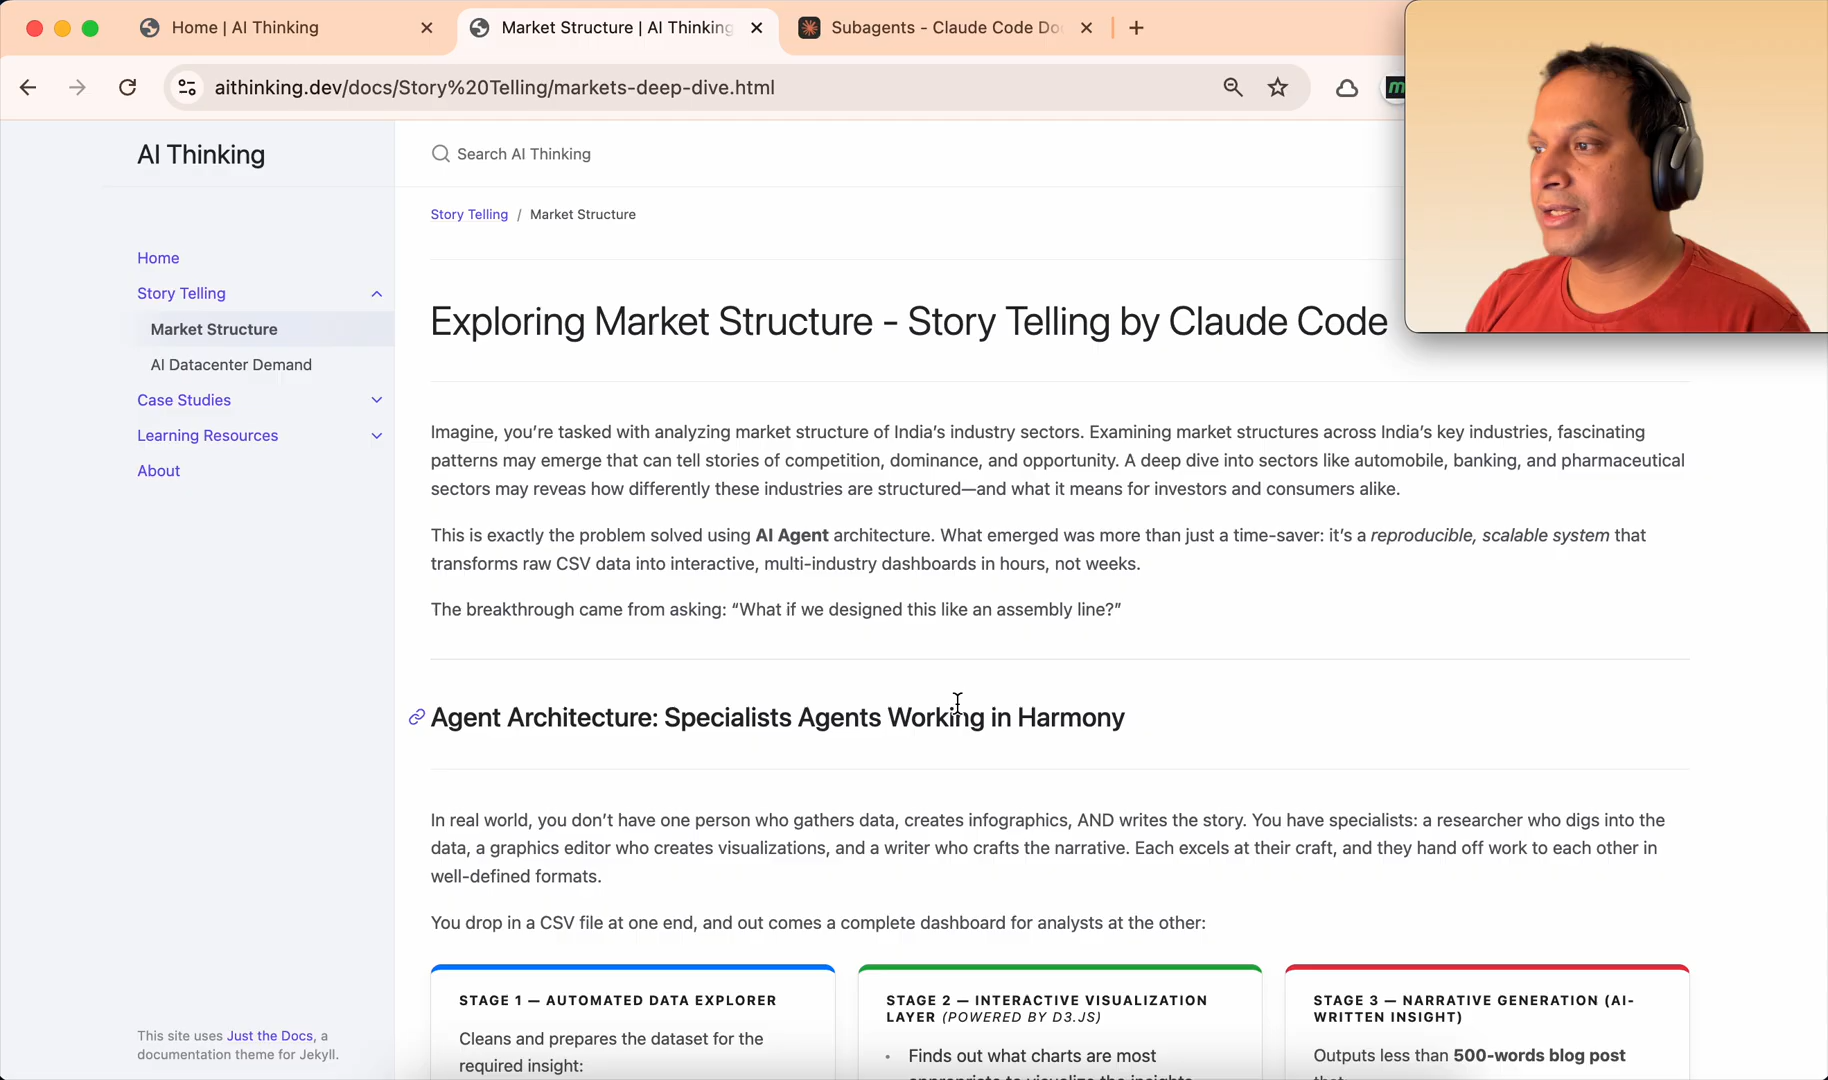 Home | AI Thinking
Market Structure | AI Thinking
Subagents - Claude Code Do
aithinking.dev/docs/Story%20Telling/markets-deep-dive.html
AI Thinking
Search AI Thinking
Story Telling / Market Structure
Home
Story Telling
Market Structure
AI Datacenter Demand
Case Studies
Learning Resources
About
Exploring Market Structure - Story Telling by Claude Code
Imagine, you're tasked with analyzing market structure of India's industry sectors. Examining market structures across India's key industries, fascinating
patterns may emerge that can tell stories of competition, dominance, and opportunity. A deep dive into sectors like automobile, banking, and pharmaceutical
sectors may reveas how differently these industries are structured—and what it means for investors and consumers alike.
This is exactly the problem solved using AI Agent architecture. What emerged was more than just a time-saver: it's a reproducible, scalable system that
transforms raw CSV data into interactive, multi-industry dashboards in hours, not weeks.
The breakthrough came from asking: “What if we designed this like an assembly line?”
Agent Architecture: Specialists Agents Working in Harmony
In real world, you don't have one person who gathers data, creates infographics, AND writes the story. You have specialists: a researcher who digs into the
data, a graphics editor who creates visualizations, and a writer who crafts the narrative. Each excels at their craft, and they hand off work to each other in
well-defined formats.
You drop in a CSV file at one end, and out comes a complete dashboard for analysts at the other:
STAGE 1 — AUTOMATED DATA EXPLORER
Cleans and prepares the dataset for the
required insight:
STAGE 2 — INTERACTIVE VISUALIZATION
LAYER (POWERED BY D3.JS)
• Finds out what charts are most
appropriate to visualize the insights
STAGE 3 — NARRATIVE GENERATION (AI-
WRITTEN INSIGHT)
Outputs less than 500-words blog post
that
This site uses Just the Docs, a
documentation theme for Jekyll.